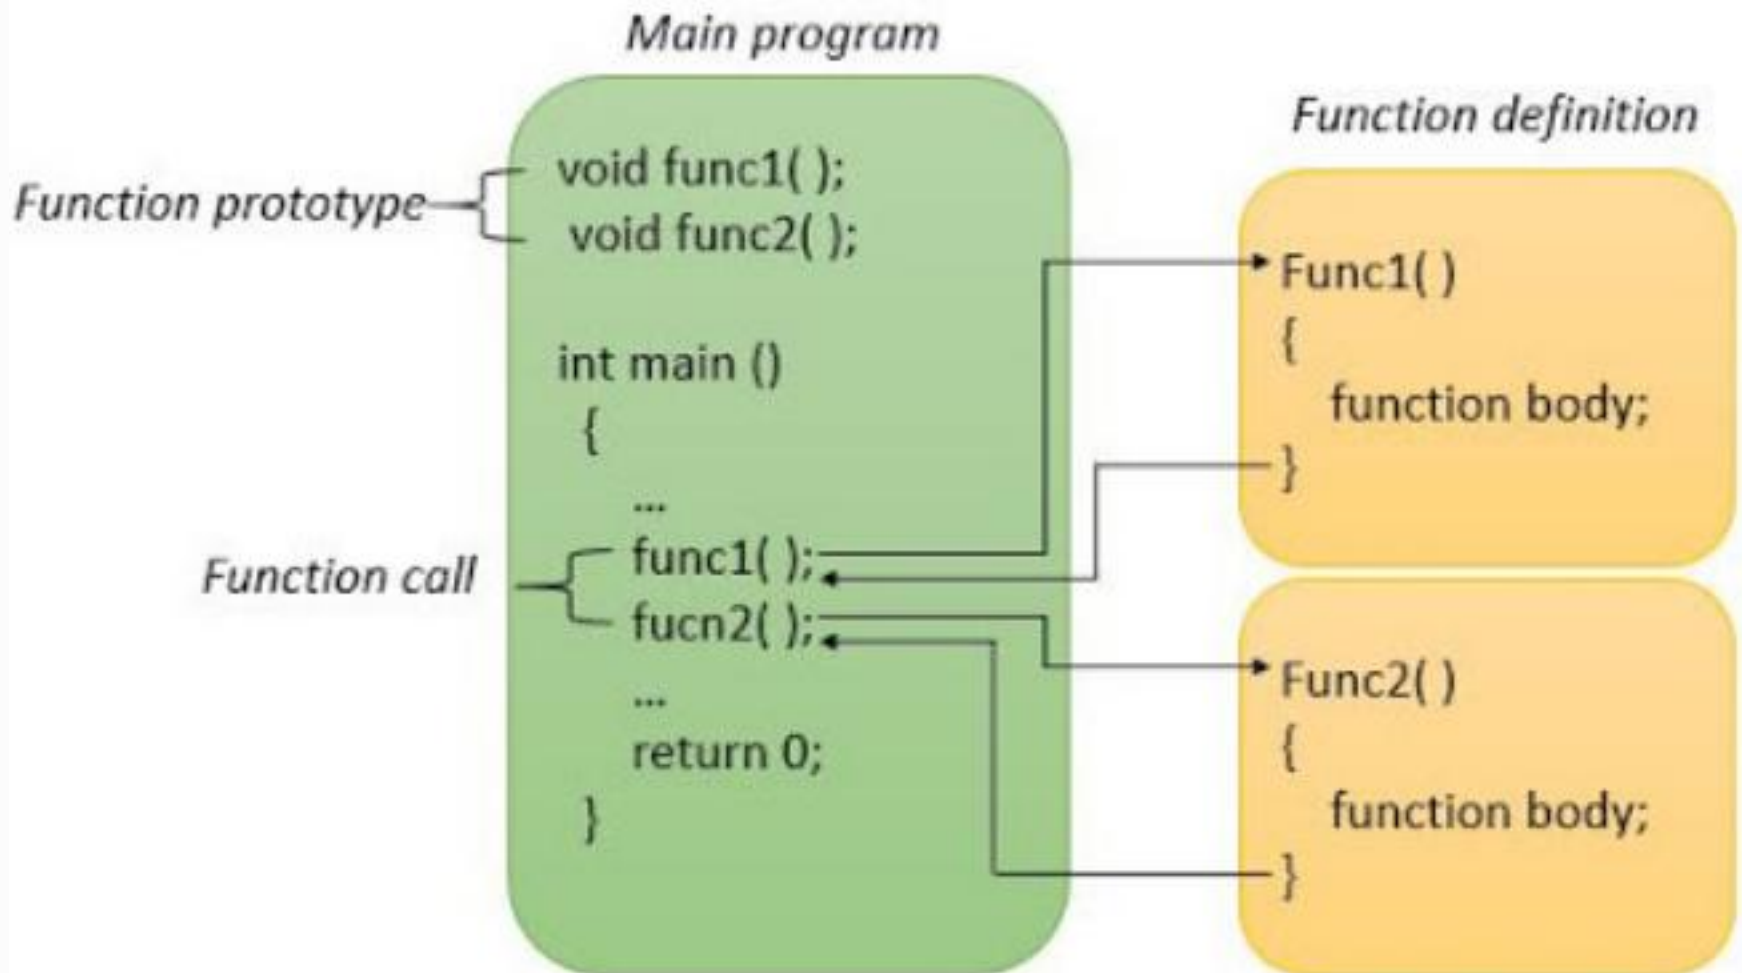 Main program
Function prototype
void func1( );
void func2( );
int main ()
{
...
Function call
func1( );
fucn2( );
...
return 0;
}
Function definition
Func1( )
{
function body;
}
Func2( )
{
function body;
}